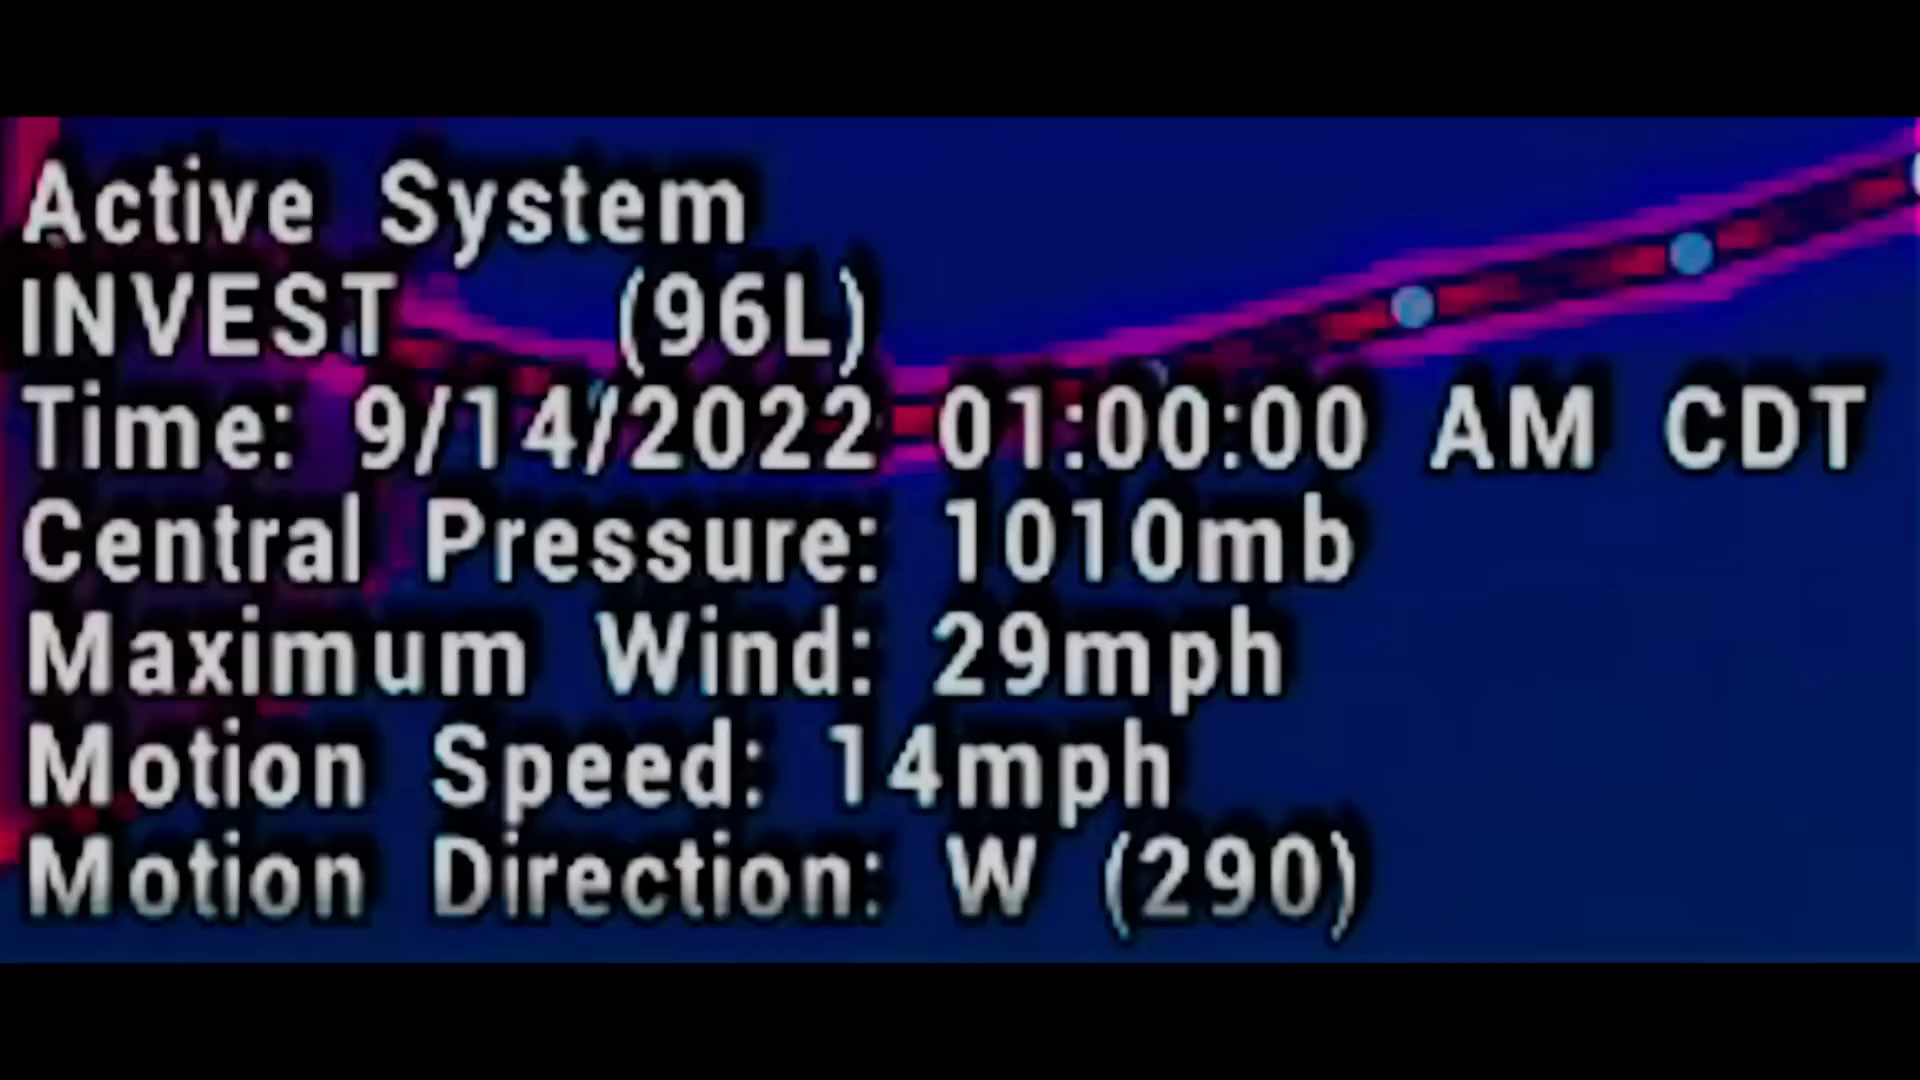 Active System
INVEST (96L)
Time: 9/14/2022 01:00:00 AM CDT
Central Pressure: 1010mb
Maximum Wind: 29mph
Motion Speed: 14mph
Motion Direction: W (290)